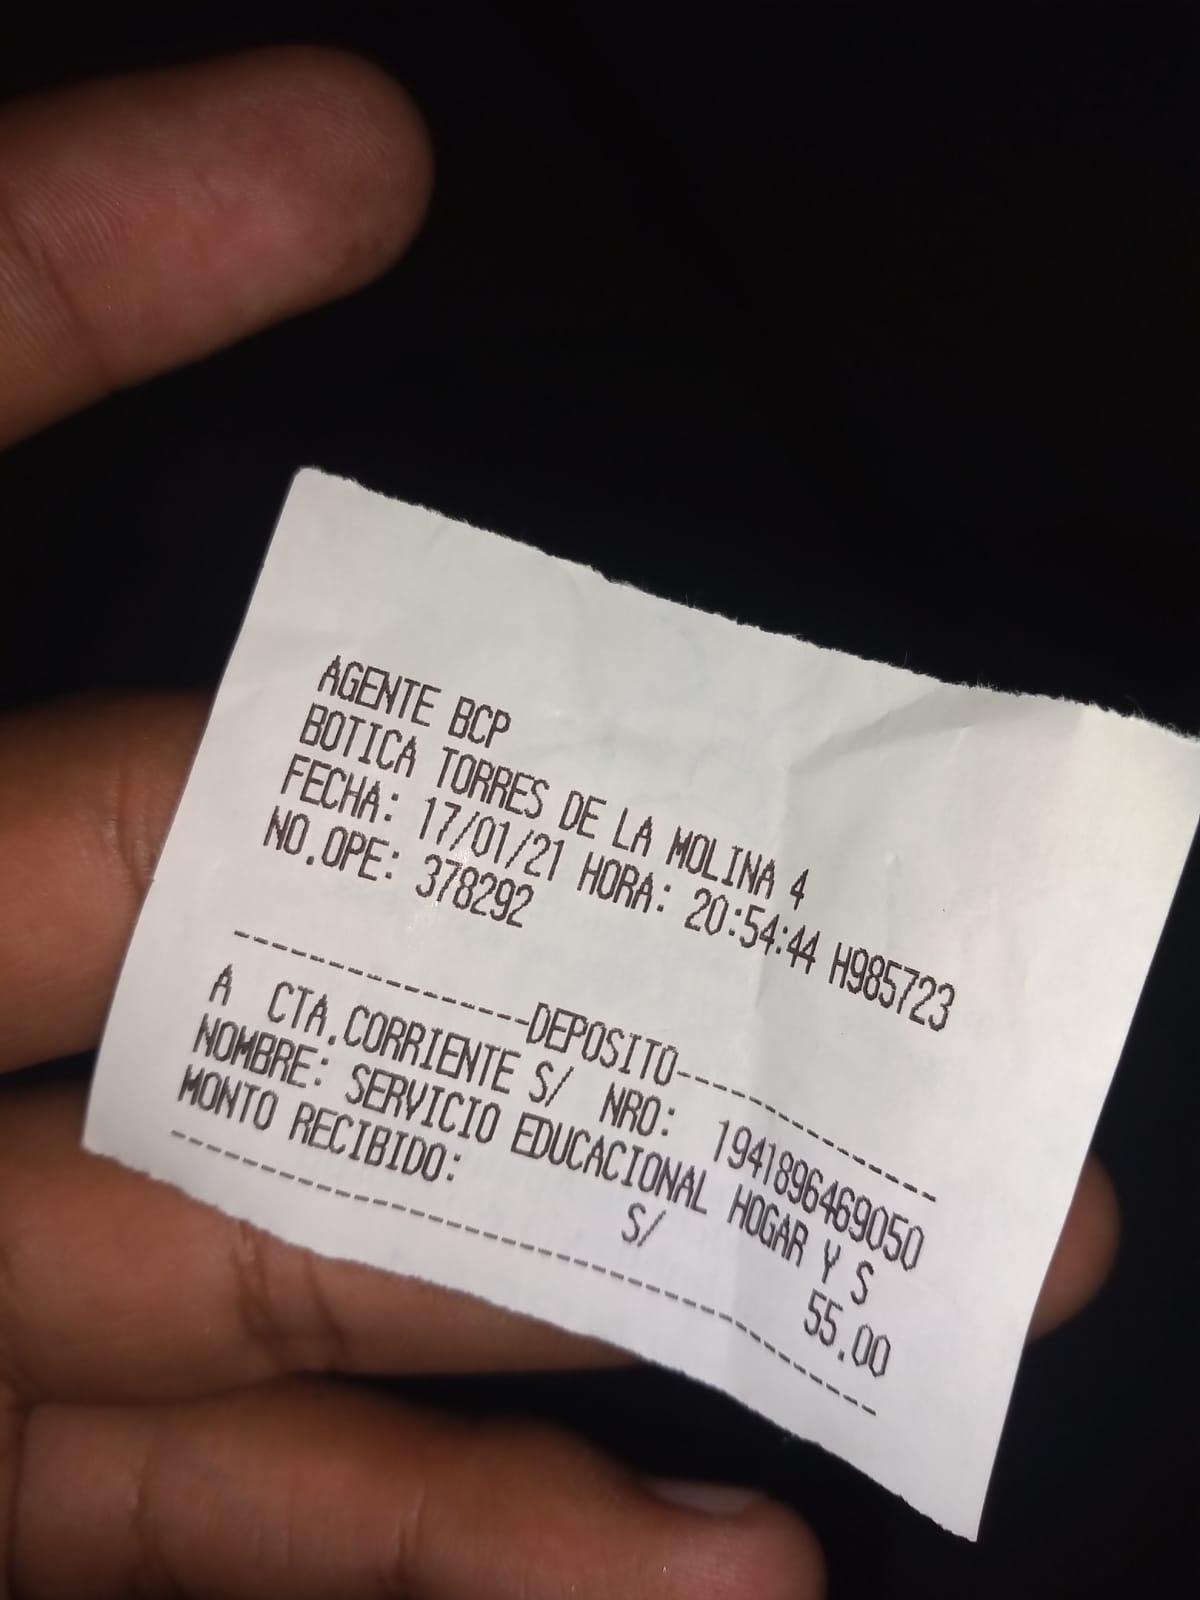 AGENTE BCP
BOTICA TORRES DE LA MOLINA 4
FECHA: 17/01/21 HORA: 20:54:44 H985723
NO.OPE: 378292
---------------DEPOSITO---------------
A  CTA.CORRIENTE S/  NRO:  1941896469050
NOMBRE: SERVICIO EDUCACIONAL HOGAR Y S
MONTO RECIBIDO:          S/        55.00
----------------------------------------